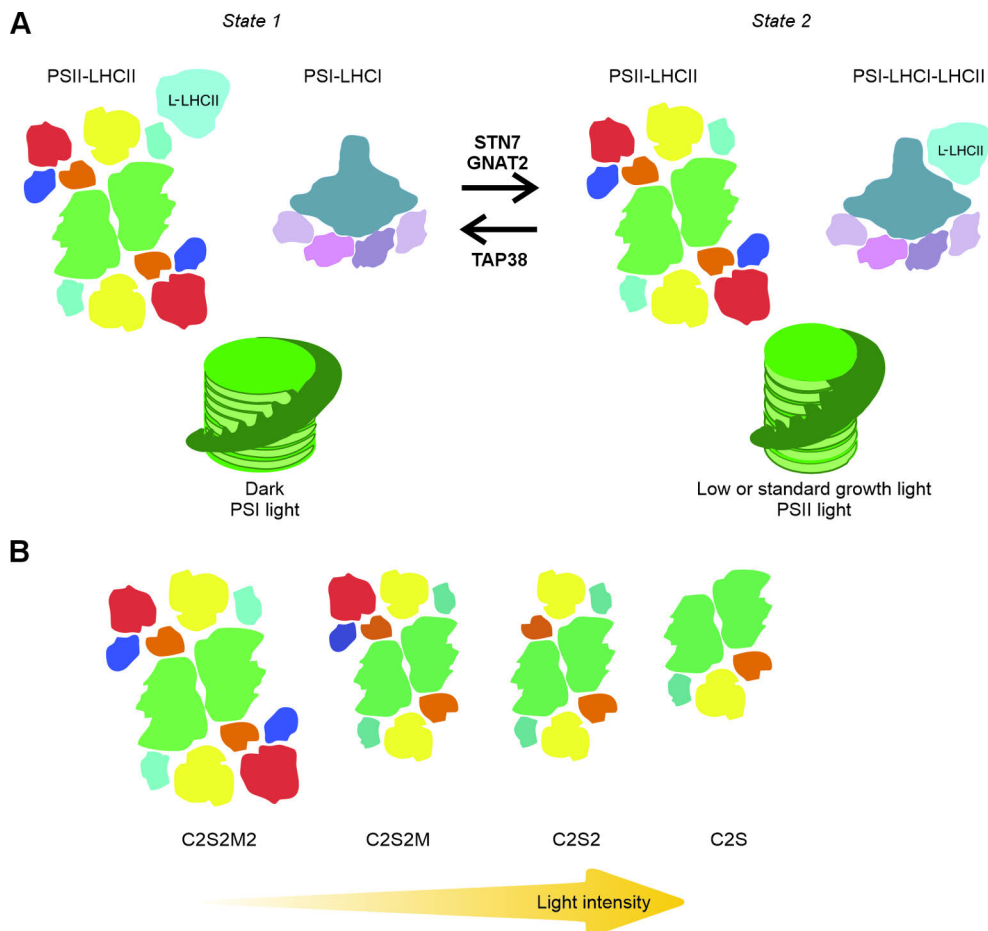 A
State 1
State 2
PSII-LHCII
PSI-LHCI
PSII-LHCII
PSI-LHCI-LHCII
L-LHCII
L-LHCII
STN7
GNAT2
TAP38
Dark
PSI light
Low or standard growth light
PSII light
B
C2S2M2
C2S2M
C2S2
C2S
Light intensity